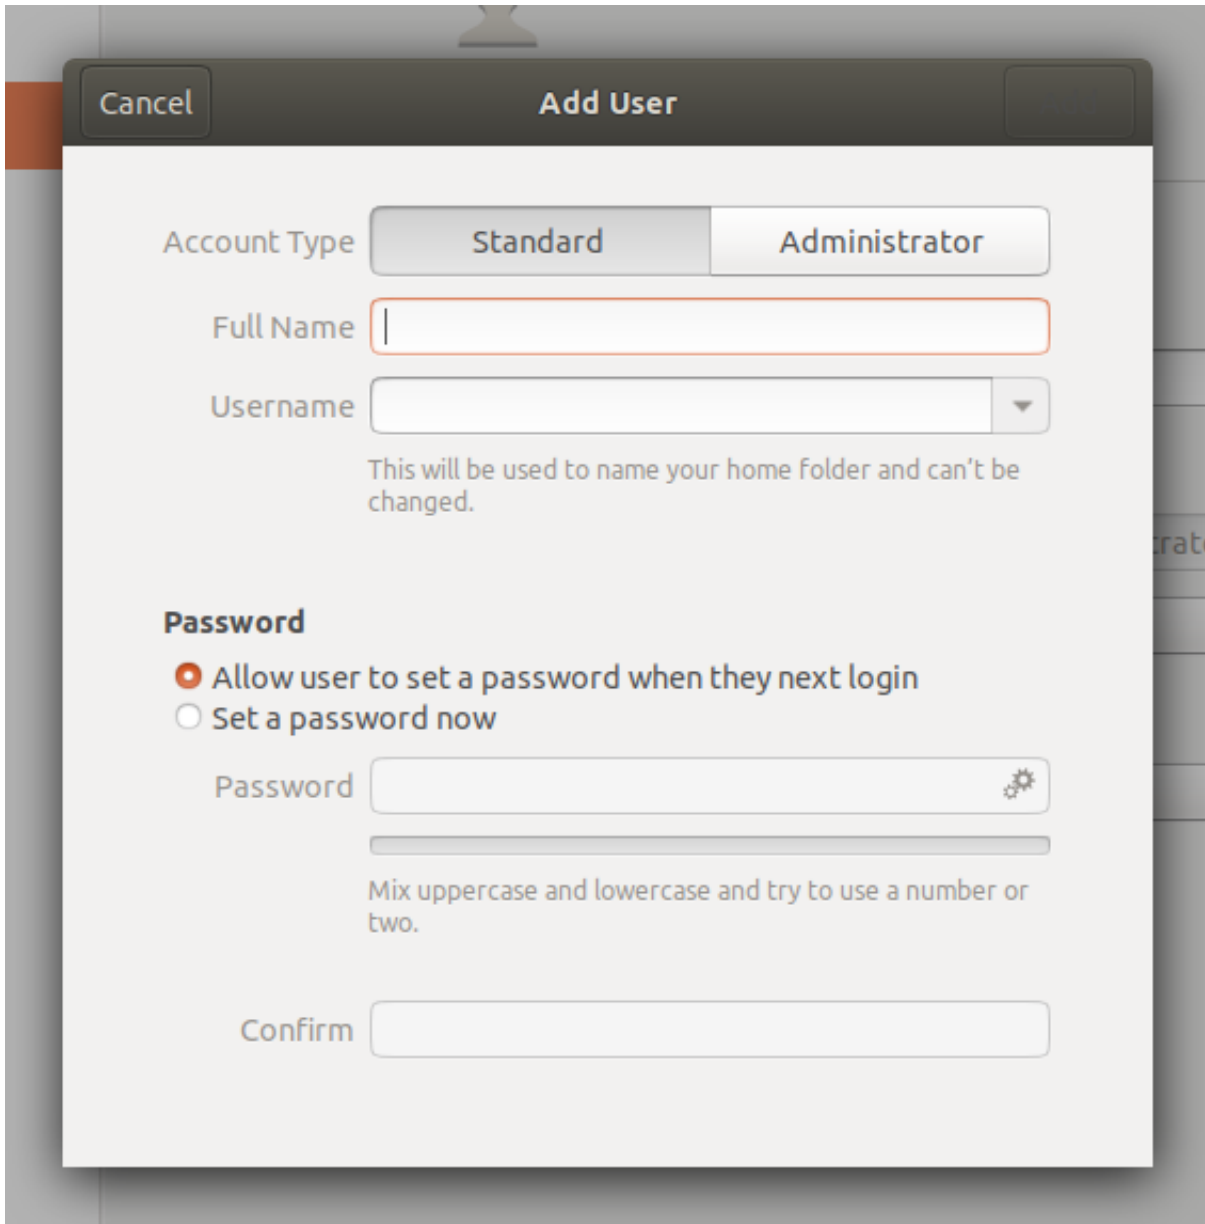 Cancel
Add User
Account Type
Standard
Administrator
Full Name
Username
This will be used to name your home folder and can’t be
changed.
Password
Allow user to set a password when they next login
Set a password now
Password
Mix uppercase and lowercase and try to use a number or
two.
Confirm